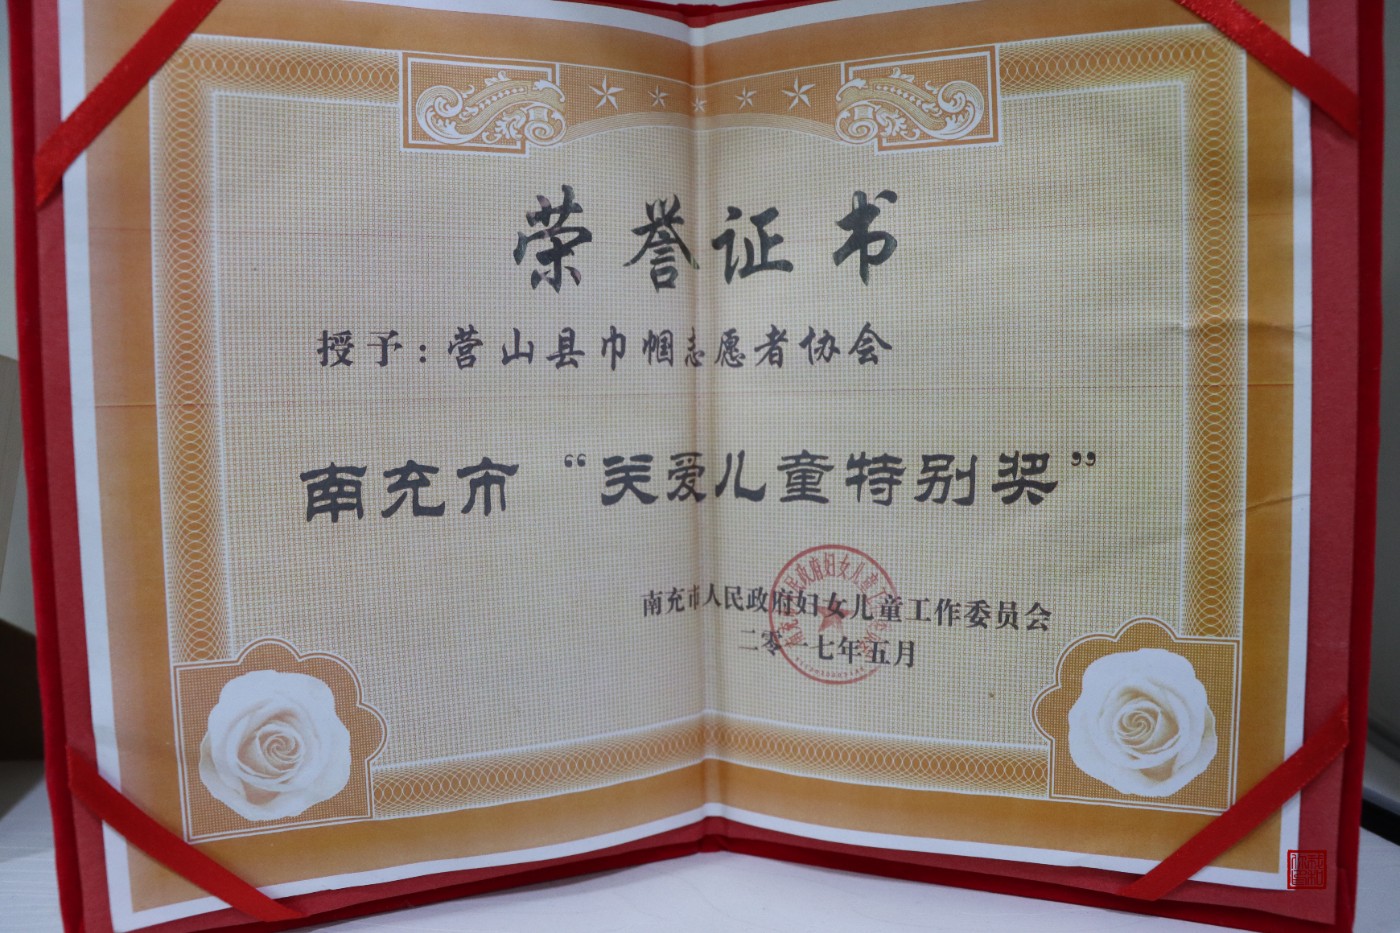 荣誉证书
授予：营山县巾帼志愿者协会
南充市“关爱儿童特别奖”
南充市人民政府妇女儿童工作委员会
二零一七年五月